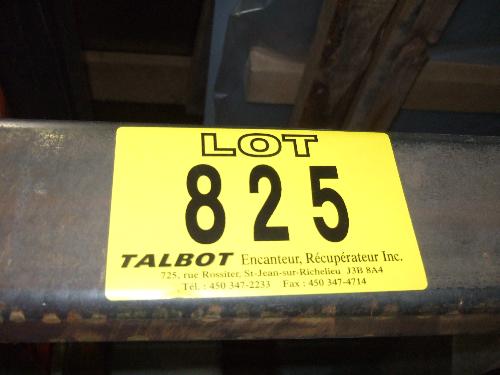 LOT
825
TALBOT Encanteur, Récupérateur Inc.
725, rue Rossiter, St-Jean-sur-Richelieu J3B 8A4
Tél. : 450 347-2233 Fax : 450 347-4714